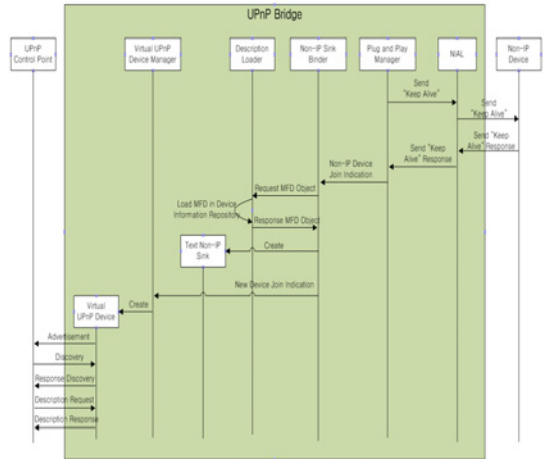 UPnP Bridge
UPnP
Control Point
Virtual UPnP
Device Manager
Description
Loader
Non-IP Sink
Binder
Plug and Play
Manager
NIAL
Non-IP
Device
Send
"Keep Alive"
Send
"Keep Alive"
Send "Keep
Alive" Response
Send "Keep
Alive" Response
Non-IP Device
Join Indication
Request MFD Object
Load MFD in Device
Information Repository
Response MFD Object
Text Non-IP
Sink
Create
New Device Join Indication
Virtual
UPnP Device
Create
Advertisement
Discovery
Response Discovery
Description Request
Description Response